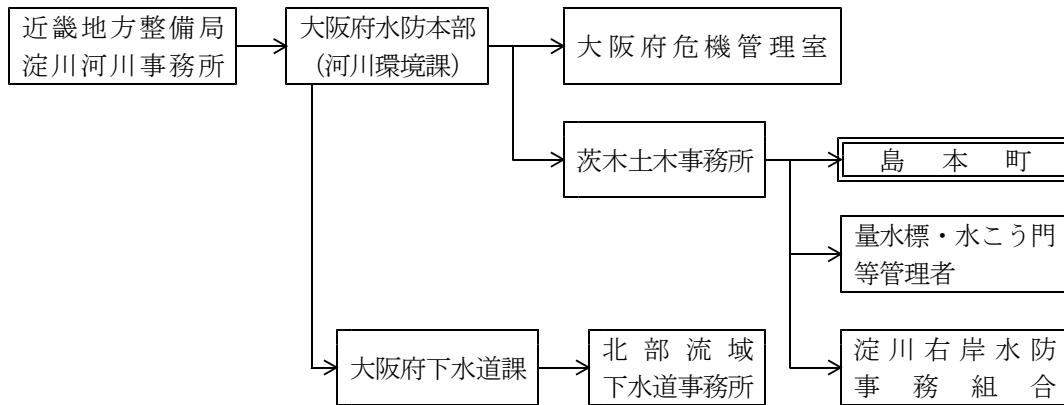 近畿地方整備局
淀川河川事務所
大阪府水防本部
（河川環境課）
大阪府危機管理室
茨木土木事務所
島本町
量水標・水こう門
等管理者
大阪府下水道課
北部流域
下水道事務所
淀川右岸水防
事務組合